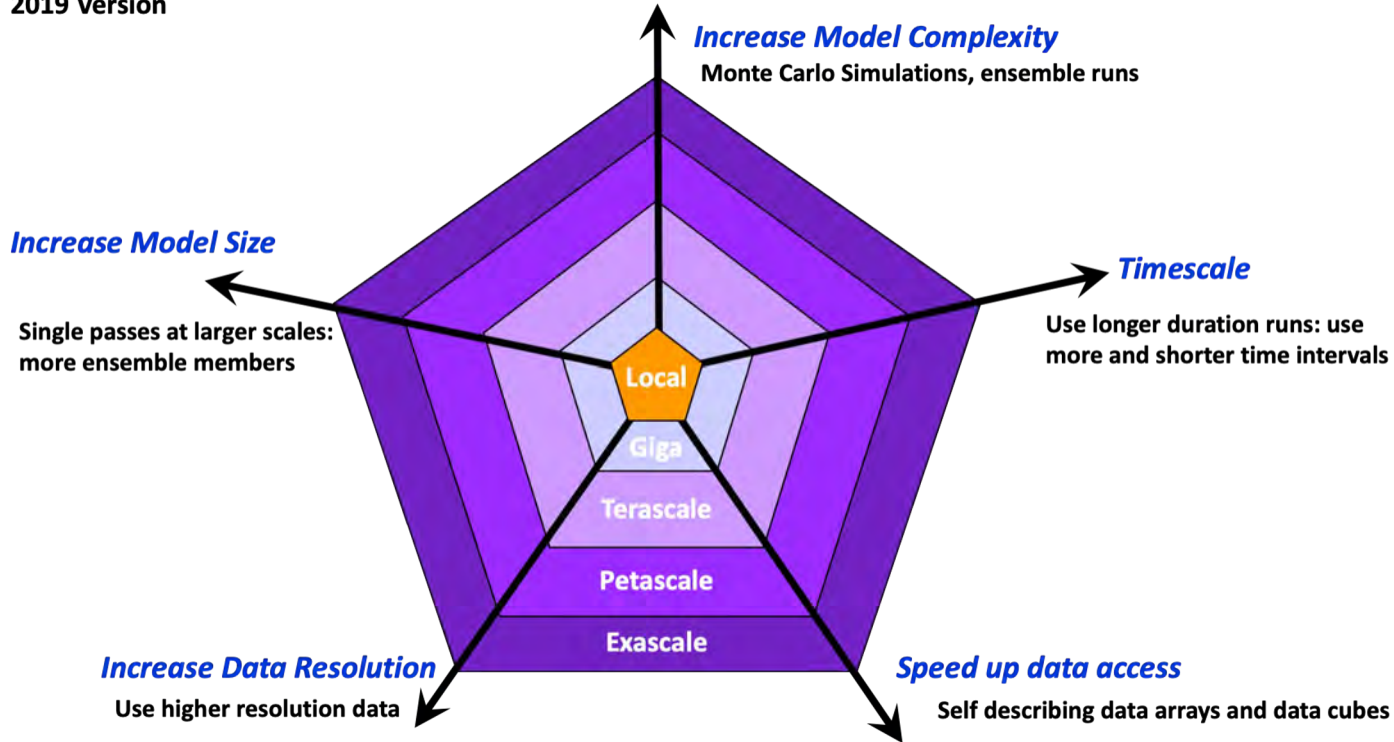 2019 Version
Increase Model Complexity
Monte Carlo Simulations, ensemble runs
Increase Model Size
Single passes at larger scales:
more ensemble members
Timescale
Use longer duration runs: use
more and shorter time intervals
Local
Giga
Terascale
Petascale
Exascale
Increase Data Resolution
Use higher resolution data
Speed up data access
Self describing data arrays and data cubes